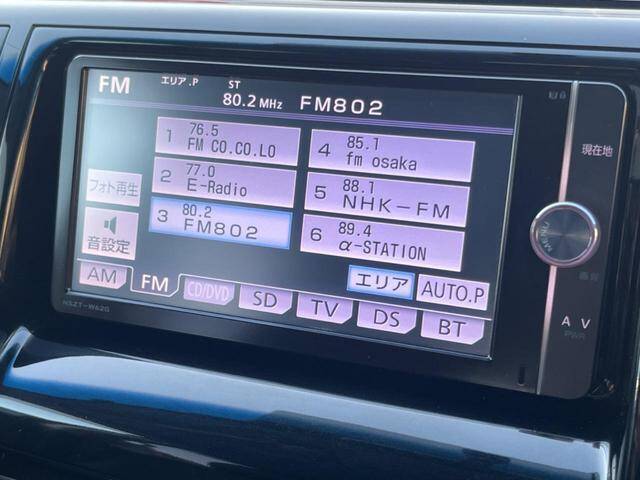 FM
エリア.P
ST
80.2MHz FM802
1 76.5
FM CO.CO.LO
2 77.0
E-Radio
3 80.2
FM802
4 85.1
fm osaka
5 88.1
NHK-FM
6 89.4
α-STATION
フォト再生
音設定
エリア
AUTO.P
AM
FM
CD/DVD
SD
TV
DS
BT
NSZT-W62G
現在地
AV
PWR